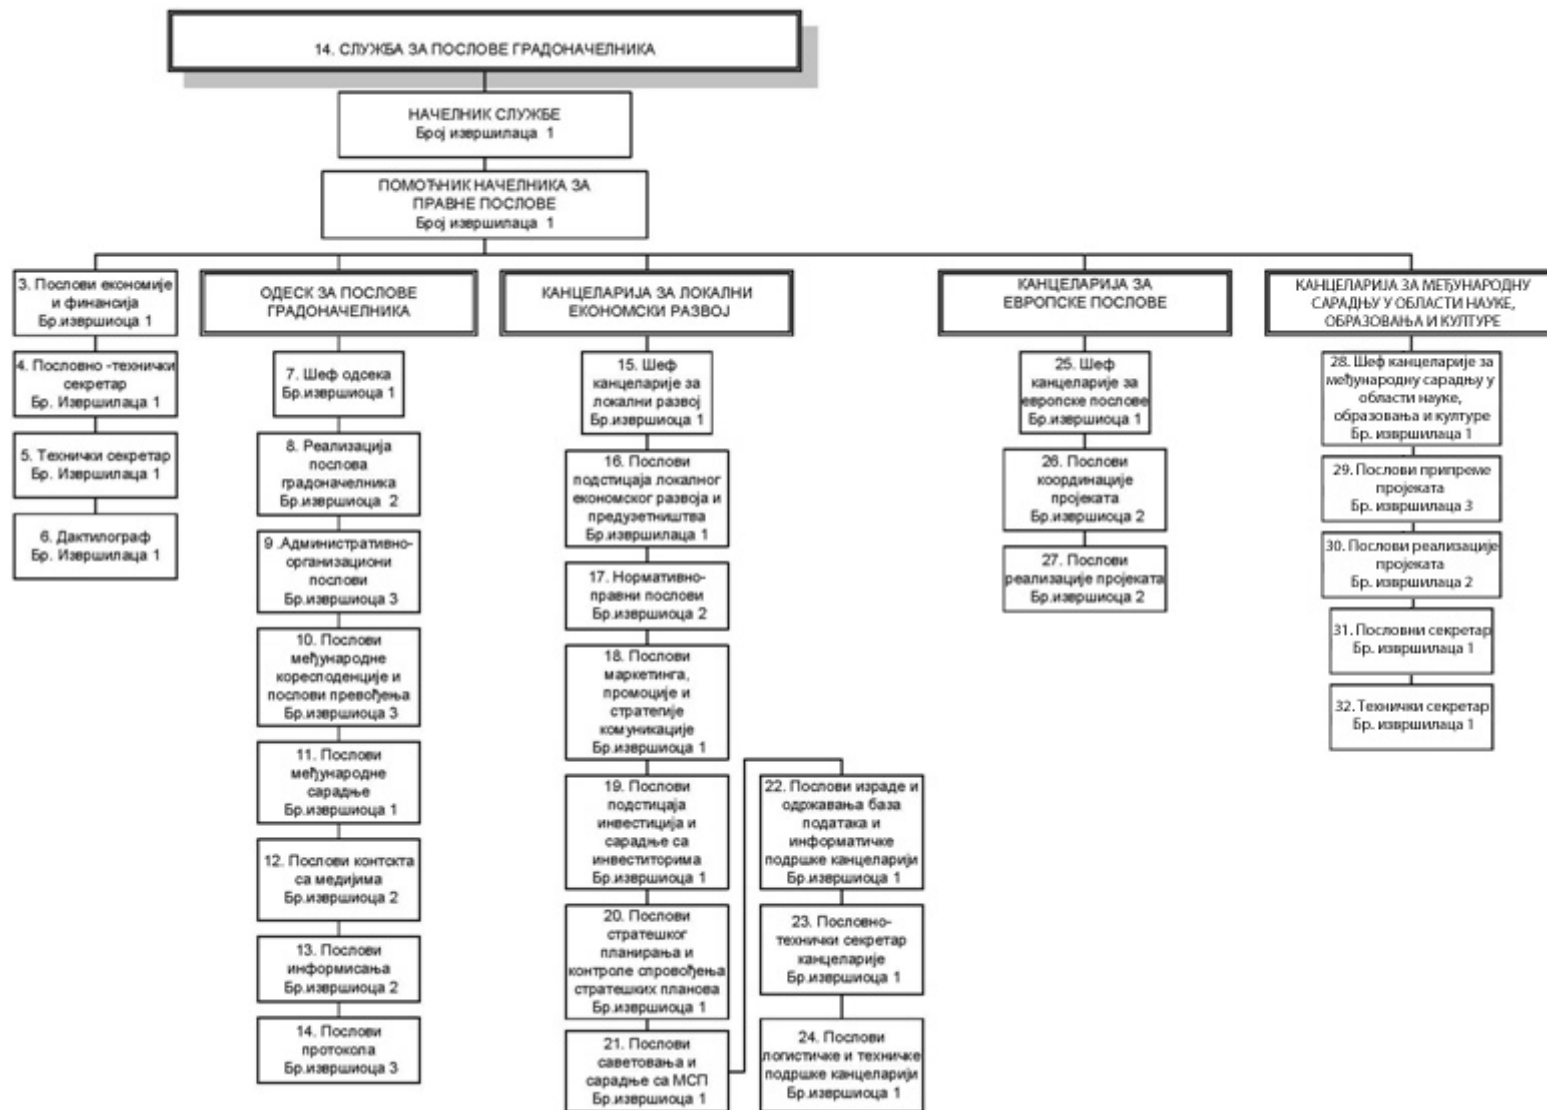 14. СЛУЖБА ЗА ПОСЛОВЕ ГРАДОНАЧЕЛНИКА
НАЧЕЛНИК СЛУЖБЕ
Број извршилаца 1
ПОМОЋНИК НАЧЕЛНИКА ЗА
ПРАВНЕ ПОСЛОВЕ
Број извршилаца 1
3. Послови економије
и финансија
Бр.извршиоца 1
4. Пословно -технички
секретар
Бр. Извршилаца 1
5. Технички секретар
Бр. Извршилаца 1
6. Дактилограф
Бр. Извршилаца 1
ОДЕСК ЗА ПОСЛОВЕ
ГРАДОНАЧЕЛНИКА
7. Шеф одсека
Бр.извршиоца 1
8. Реализација
послова
градоначелника
Бр.извршиоца 2
9 .Административно-
организациони
послови
Бр.извршиоца 3
10. Послови
међународне
коресподенције и
послови превођења
Бр.извршиоца 3
11. Послови
међународне
сарадње
Бр.извршиоца 1
12. Послови контскта
са медијима
Бр.извршиоца 2
13. Послови
информисања
Бр.извршиоца 2
14. Послови
протокола
Бр.извршиоца 3
КАНЦЕЛАРИЈА ЗА ЛОКАЛНИ
ЕКОНОМСКИ РАЗВОЈ
15. Шеф
канцеларије за
локални развој
Бр.извршиоца 1
16. Послови
подстицаја локалног
економског развоја и
предузетништва
Бр.извршилаца 1
17. Нормативно-
правни послови
Бр.извршиоца 2
18. Послови
маркетинга,
промоције и
стратегије
комуникације
Бр.извршиоца 1
19. Послови
подстицаја
инвестиција и
сарадње са
инвеститорима
Бр.извршиоца 1
20. Послови
стратешког
планирања и
контроле спровођења
стратешких планова
Бр.извршиоца 1
21. Послови
саветовања и
сарадње са МСП
Бр.извршиоца 1
22. Послови израде и
одржавања база
података и
информатичке
подршке канцеларији
Бр.извршиоца 1
23. Пословно-
технички секретар
канцеларије
Бр.извршиоца 1
24. Послови
логистичке и техничке
подршке канцеларији
Бр.извршиоца 1
КАНЦЕЛАРИЈА ЗА
ЕВРОПСКЕ ПОСЛОВЕ
25. Шеф
канцеларије за
европске послове
Бр.извршиоца 1
26. Послови
координације
пројеката
Бр.извршиоца 2
27. Послови
реализације пројеката
Бр.извршиоца 2
КАНЦЕЛАРИЈА ЗА МЕЂУНАРОДНУ
САРАДЊУ У ОБЛАСТИ НАУКЕ,
ОБРАЗОВАЊА И КУЛТУРЕ
28. Шеф канцеларије за
међународну сарадњу у
области науке,
образовања и културе
Бр. извршилаца 1
29. Послови припреме
пројеката
Бр. извршилаца 3
30. Послови реализације
пројеката
Бр. извршилаца 2
31. Пословни секретар
Бр. извршилаца 1
32. Технички секретар
Бр. извршилаца 1